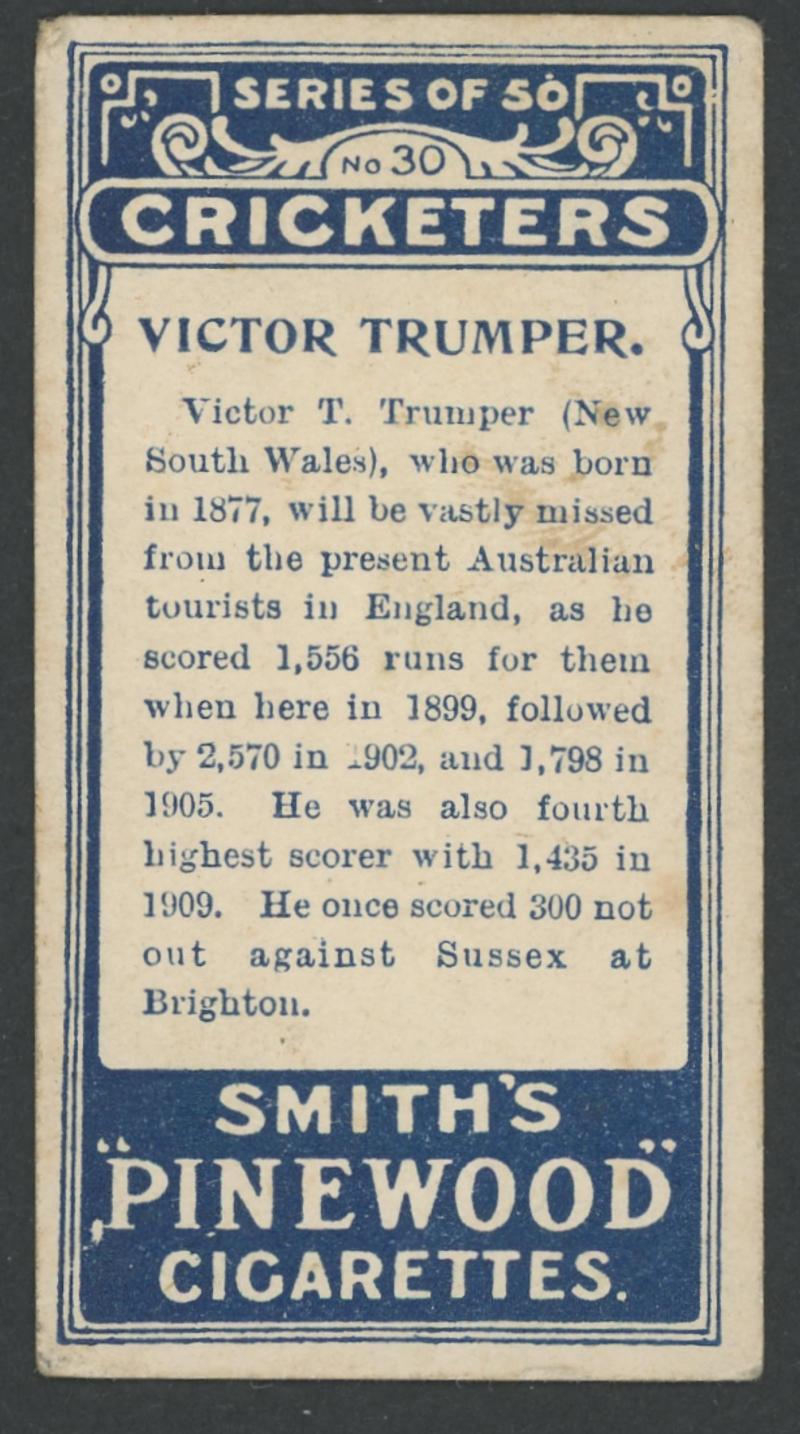 SERIES OF 50
No 30
CRICKETERS
VICTOR TRUMPER.
Victor T. Trumper (New
South Wales), who was born
in 1877, will be vastly missed
from the present Australian
tourists in England, as he
scored 1,556 runs for them
when here in 1899, followed
by 2,570 in 1902, and 1,798 in
1905. He was also fourth
highest scorer with 1,435 in
1909. He once scored 300 not
out against Sussex at
Brighton.
SMITH'S
"PINEWOOD"
CIGARETTES.